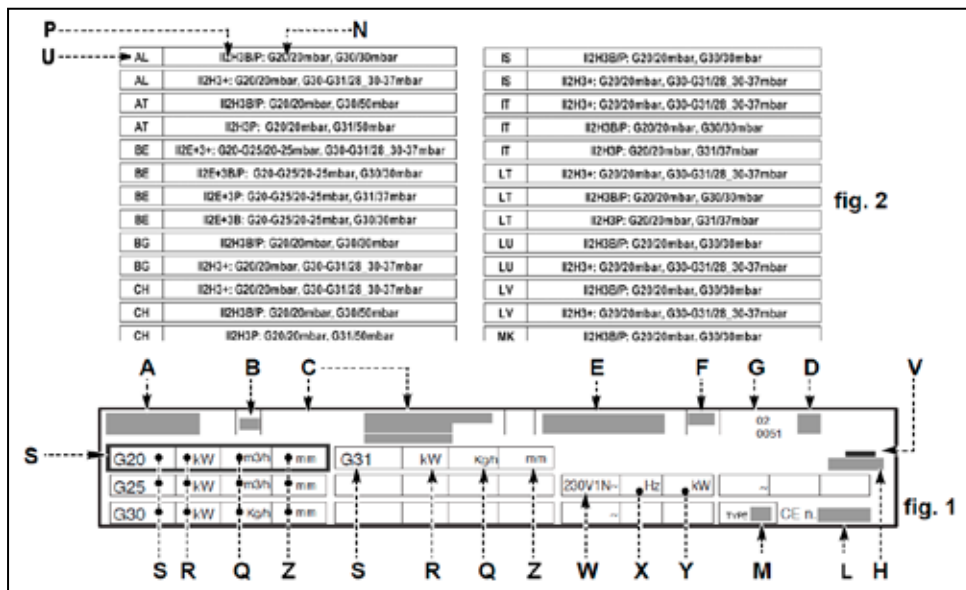 P N
U AL II2H3B/P: G20/20mbar, G30/30mbar
AL II2H3+: G20/20mbar, G30-G31/28_30-37mbar
AT II2H3B/P: G20/20mbar, G30/50mbar
AT II2H3P: G20/20mbar, G31/50mbar
BE II2E+3+: G20-G25/20-25mbar, G30-G31/28_30-37mbar
BE II2E+3B/P: G20-G25/20-25mbar, G30/30mbar
BE II2E+3P: G20-G25/20-25mbar, G31/37mbar
BE II2E+3B: G20-G25/20-25mbar, G30/30mbar
BG II2H3B/P: G20/20mbar, G30/30mbar
BG II2H3+: G20/20mbar, G30-G31/28_30-37mbar
CH II2H3+: G20/20mbar, G30-G31/28_30-37mbar
CH II2H3B/P: G20/20mbar, G30/50mbar
CH II2H3P: G20/20mbar, G31/50mbar
IS II2H3B/P: G20/20mbar, G30/30mbar
IS II2H3+: G20/20mbar, G30-G31/28_30-37mbar
IT II2H3+: G20/20mbar, G30-G31/28_30-37mbar
IT II2H3B/P: G20/20mbar, G30/30mbar
IT II2H3P: G20/20mbar, G31/37mbar
LT II2H3+: G20/20mbar, G30-G31/28_30-37mbar
LT II2H3B/P: G20/20mbar, G30/30mbar
LT II2H3P: G20/20mbar, G31/37mbar
LU II2H3B/P: G20/20mbar, G30/30mbar
LU II2H3+: G20/20mbar, G30-G31/28_30-37mbar
LV II2H3B/P: G20/20mbar, G30/30mbar
LV II2H3+: G20/20mbar, G30-G31/28_30-37mbar
MK II2H3B/P: G20/20mbar, G30/30mbar
fig. 2
A B C E F G D V
02
0051
S G20 kW m3/h mm G31 kW Kg/h mm
G25 kW m3/h mm 230V1N~ Hz kW ~
G30 kW Kg/h mm ~ TYPE CE n.
fig. 1
S R Q Z S R Q Z W X Y M L H